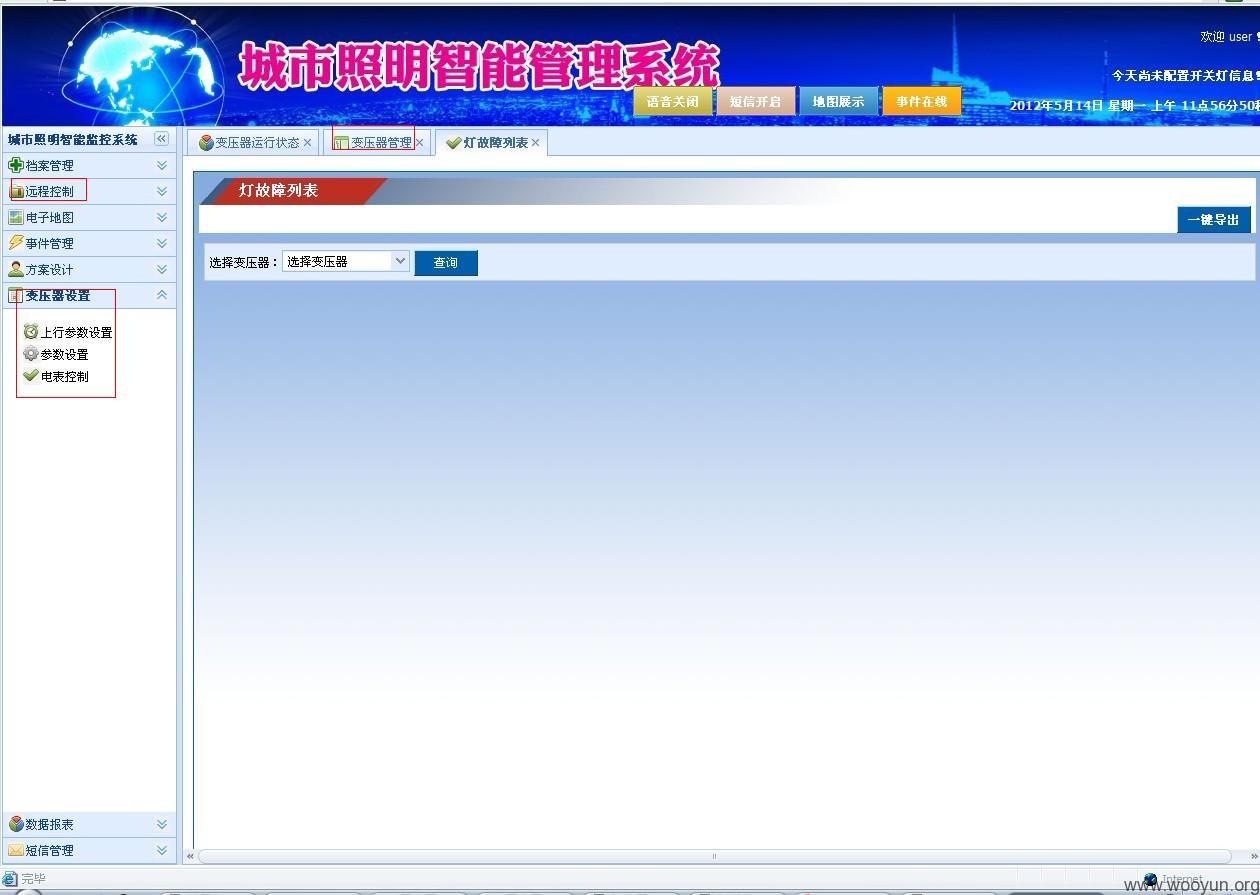 欢迎 user
城市照明智能管理系统
今天尚未配置开关灯信息
语音关闭 短信开启 地图展示 事件在线
2012年5月14日 星期一 上午 11点56分50
城市照明智能监控系统
变压器运行状态 变压器管理 灯故障列表
档案管理
远程控制
电子地图
事件管理
方案设计
变压器设置
上行参数设置
参数设置
电表控制
数据报表
短信管理
灯故障列表
一键导出
选择变压器： 选择变压器 查询
完毕
Internet
www.wooyun.org